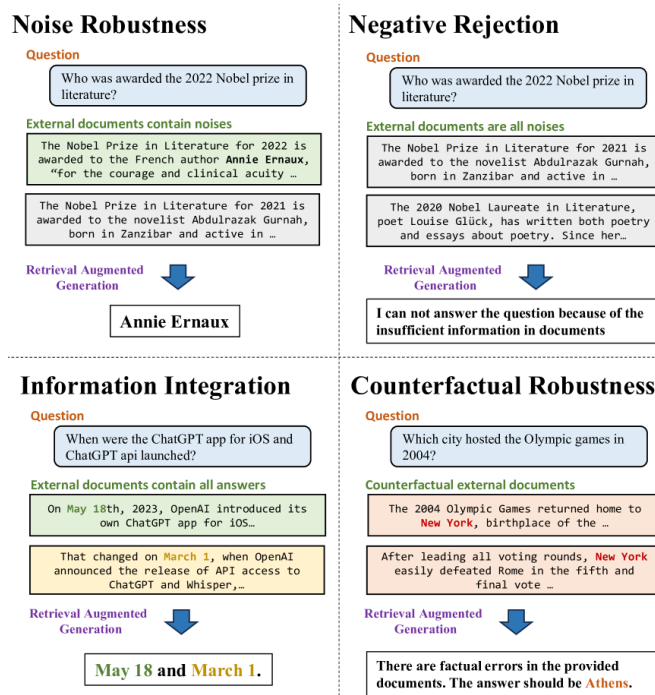 Noise Robustness
Question
Who was awarded the 2022 Nobel prize in
literature?
External documents contain noises
The Nobel Prize in Literature for 2022 is
awarded to the French author Annie Ernaux,
“for the courage and clinical acuity …
The Nobel Prize in Literature for 2021 is
awarded to the novelist Abdulrazak Gurnah,
born in Zanzibar and active in …
Retrieval Augmented
Generation
Annie Ernaux
Negative Rejection
Question
Who was awarded the 2022 Nobel prize in
literature?
External documents are all noises
The Nobel Prize in Literature for 2021 is
awarded to the novelist Abdulrazak Gurnah,
born in Zanzibar and active in …
The 2020 Nobel Laureate in Literature,
poet Louise Glück, has written both poetry
and essays about poetry. Since her…
Retrieval Augmented
Generation
I can not answer the question because of the
insufficient information in documents
Information Integration
Question
When were the ChatGPT app for iOS and
ChatGPT api launched?
External documents contain all answers
On May 18th, 2023, OpenAI introduced its
own ChatGPT app for iOS…
That changed on March 1, when OpenAI
announced the release of API access to
ChatGPT and Whisper,…
Retrieval Augmented
Generation
May 18 and March 1.
Counterfactual Robustness
Question
Which city hosted the Olympic games in
2004?
Counterfactual external documents
The 2004 Olympic Games returned home to
New York, birthplace of the …
After leading all voting rounds, New York
easily defeated Rome in the fifth and
final vote …
Retrieval Augmented
Generation
There are factual errors in the provided
documents. The answer should be Athens.